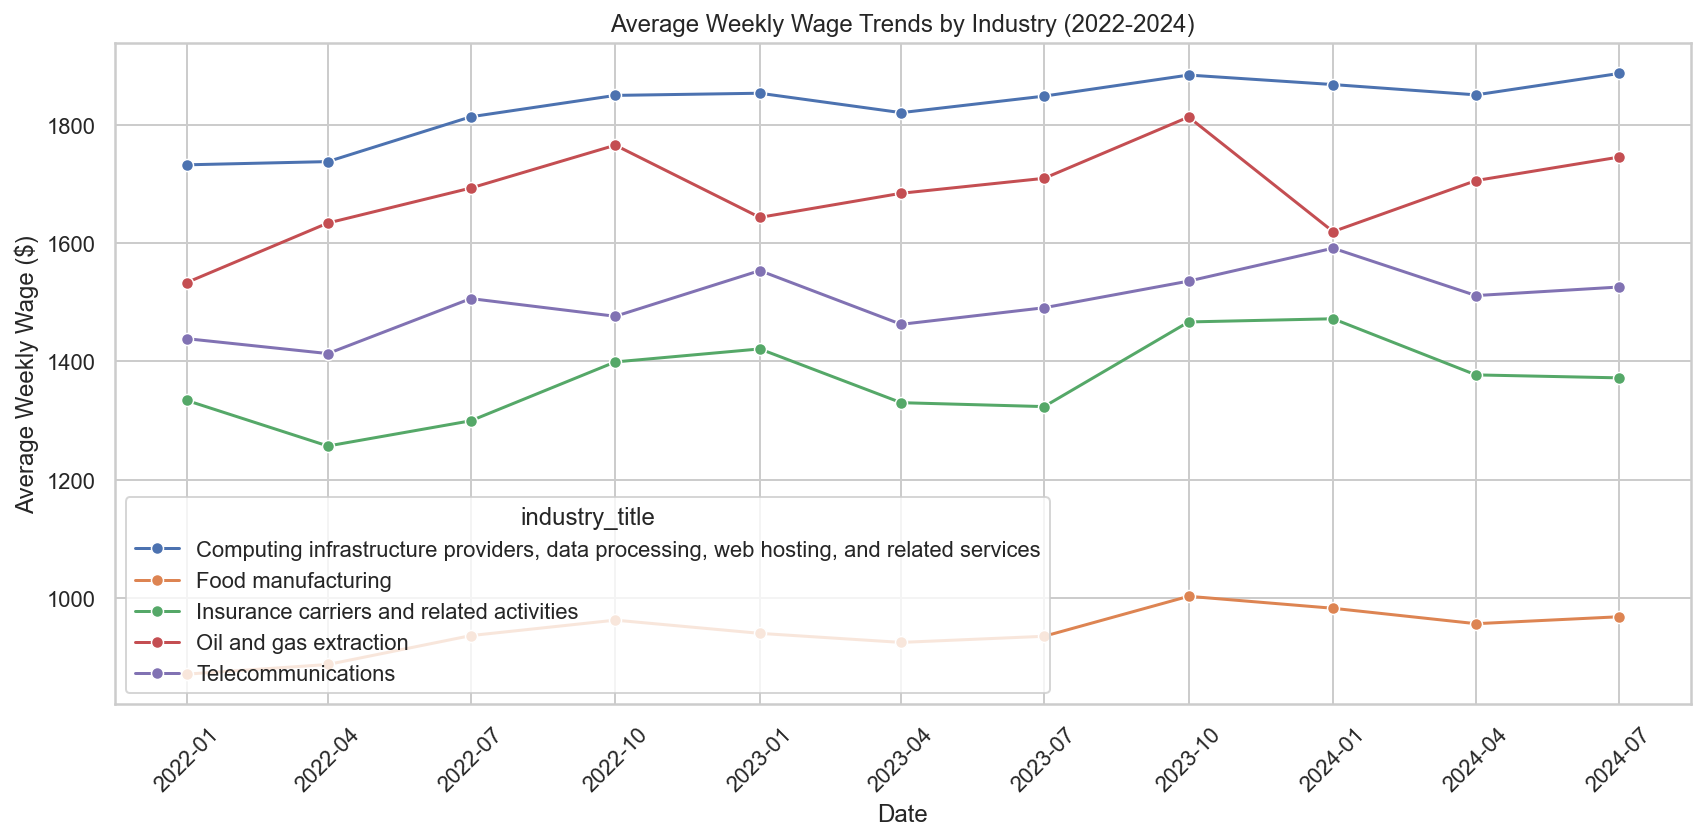 Average Weekly Wage Trends by Industry (2022-2024)
Average Weekly Wage ($)
1800
1600
1400
1200
1000
industry_title
Computing infrastructure providers, data processing, web hosting, and related services
Food manufacturing
Insurance carriers and related activities
Oil and gas extraction
Telecommunications
2022-01
2022-04
2022-07
2022-10
2023-01
2023-04
2023-07
2023-10
2024-01
2024-04
2024-07
Date